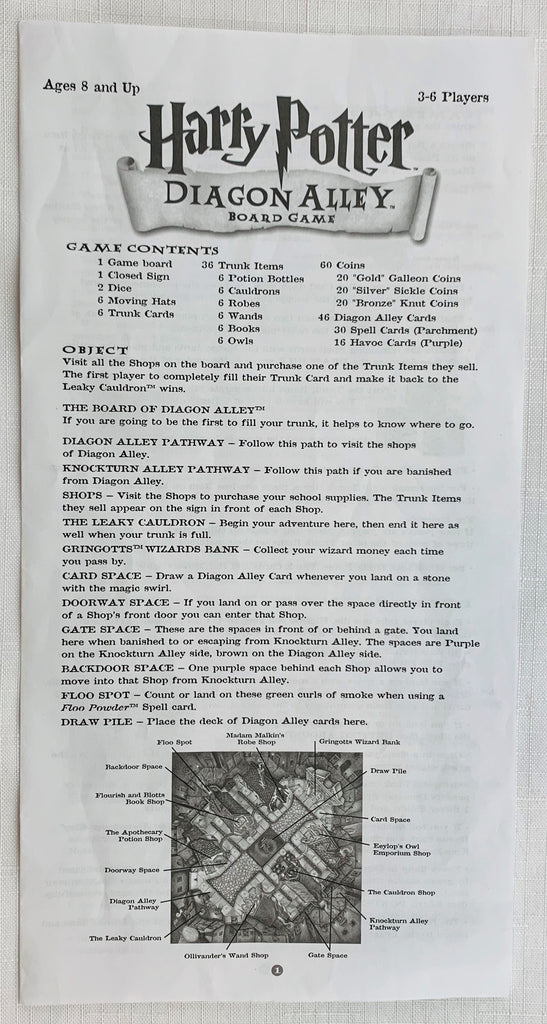 Ages 8 and Up
3-6 Players
Harry Potter™
DIAGON ALLEY™
BOARD GAME
GAME CONTENTS
1 Game board
1 Closed Sign
2 Dice
6 Moving Hats
6 Trunk Cards
36 Trunk Items
6 Potion Bottles
6 Cauldrons
6 Robes
6 Wands
6 Books
6 Owls
60 Coins
20 "Gold" Galleon Coins
20 "Silver" Sickle Coins
20 "Bronze" Knut Coins
46 Diagon Alley Cards
30 Spell Cards (Parchment)
16 Havoc Cards (Purple)
OBJECT
Visit all the Shops on the board and purchase one of the Trunk Items they sell.
The first player to completely fill their Trunk Card and make it back to the
Leaky Cauldron™ wins.
THE BOARD OF DIAGON ALLEY™
If you are going to be the first to fill your trunk, it helps to know where to go.
DIAGON ALLEY PATHWAY – Follow this path to visit the shops
of Diagon Alley.
KNOCKTURN ALLEY PATHWAY – Follow this path if you are banished
from Diagon Alley.
SHOPS – Visit the Shops to purchase your school supplies. The Trunk Items
they sell appear on the sign in front of each Shop.
THE LEAKY CAULDRON – Begin your adventure here, then end it here as
well when your trunk is full.
GRINGOTTS™ WIZARDS BANK – Collect your wizard money each time
you pass by.
CARD SPACE – Draw a Diagon Alley Card whenever you land on a stone
with the magic swirl.
DOORWAY SPACE – If you land on or pass over the space directly in front
of a Shop's front door you can enter that Shop.
GATE SPACE – These are the spaces in front of or behind a gate. You land
here when banished to or escaping from Knockturn Alley. The spaces are Purple
on the Knockturn Alley side, brown on the Diagon Alley side.
BACKDOOR SPACE – One purple space behind each Shop allows you to
move into that Shop from Knockturn Alley.
FLOO SPOT – Count or land on these green curls of smoke when using a
Floo Powder™ Spell card.
DRAW PILE – Place the deck of Diagon Alley cards here.
Floo Spot
Madam Malkin's
Robe Shop
Gringotts Wizard Bank
Backdoor Space
Draw Pile
Flourish and Blotts
Book Shop
Card Space
The Apothecary
Potion Shop
Eeylop's Owl
Emporium Shop
Doorway Space
The Cauldron Shop
Diagon Alley
Pathway
Knockturn Alley
Pathway
The Leaky Cauldron
Ollivander's Wand Shop
Gate Space
1